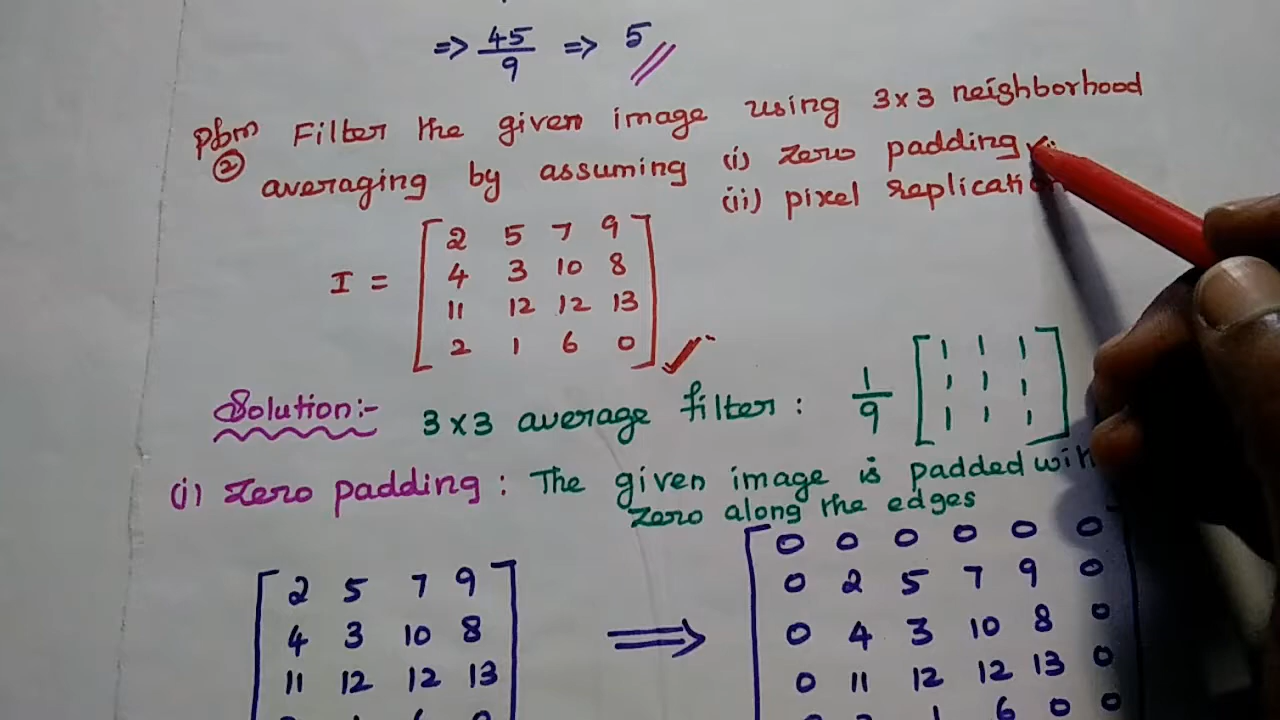 => 45/9 => 5
Pbm ② Filter the given image using 3x3 neighborhood
averaging by assuming (i) zero padding
(ii) pixel replication
I = [2 5 7 9
4 3 10 8
11 12 12 13
2 1 6 0]
Solution:- 3x3 average filter: 1/9 [1 1 1
1 1 1
1 1 1]
(i) zero padding: The given image is padded with
zero along the edges
[2 5 7 9
4 3 10 8
11 12 12 13
=> [0 0 0 0 0 0
0 2 5 7 9 0
0 4 3 10 8 0
0 11 12 12 13 0
6 0 0